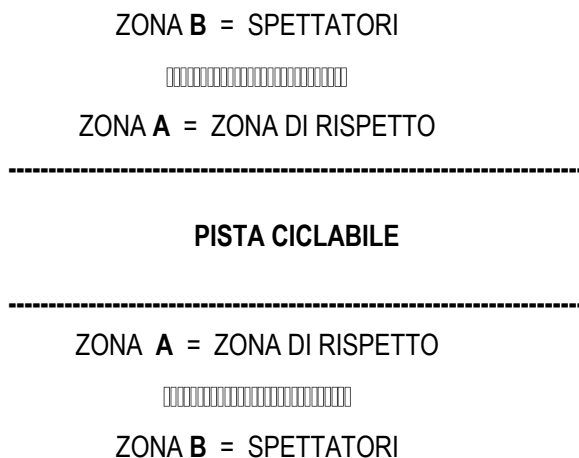 ZONA B = SPETTATORI
ZONA A = ZONA DI RISPETTO
PISTA CICLABILE
ZONA A = ZONA DI RISPETTO
ZONA B = SPETTATORI